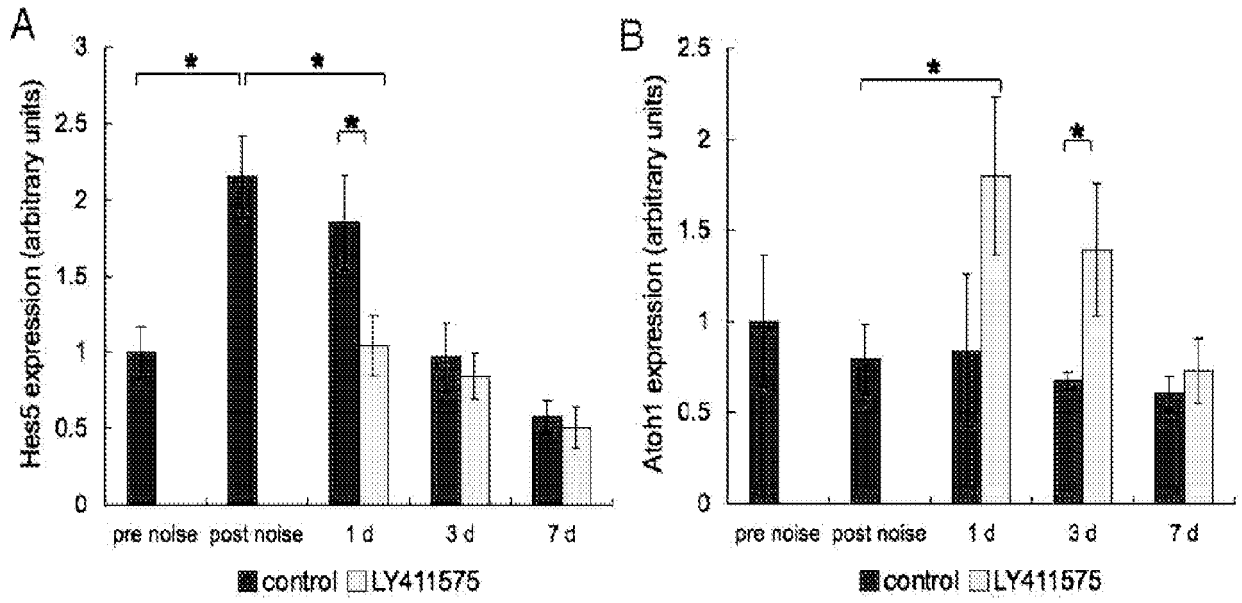 A
Hes5 expression (arbitrary units)
3
2.5
2
1.5
1
0.5
0
*
*
*
pre noise post noise 1 d 3 d 7 d
control LY411575
B
Atoh1 expression (arbitrary units)
2.5
2
1.5
1
0.5
0
*
*
pre noise post noise 1 d 3 d 7 d
control LY411575